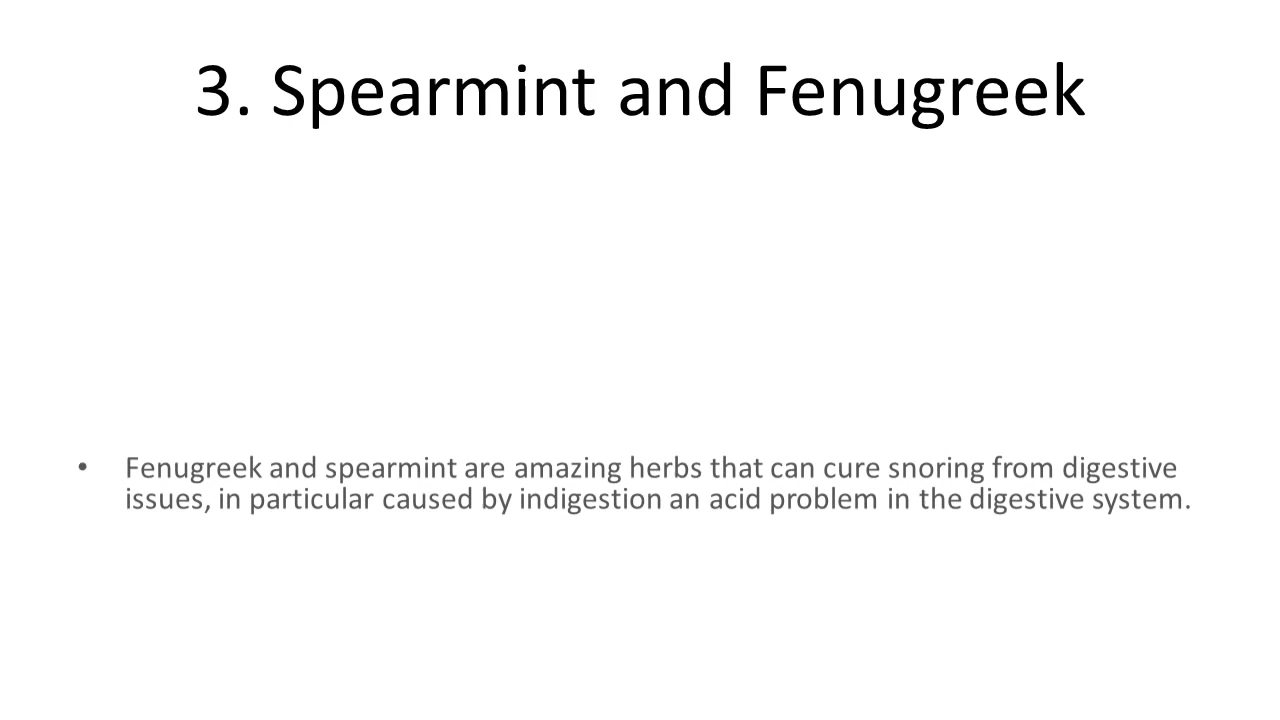 3. Spearmint and Fenugreek
• Fenugreek and spearmint are amazing herbs that can cure snoring from digestive
issues, in particular caused by indigestion an acid problem in the digestive system.